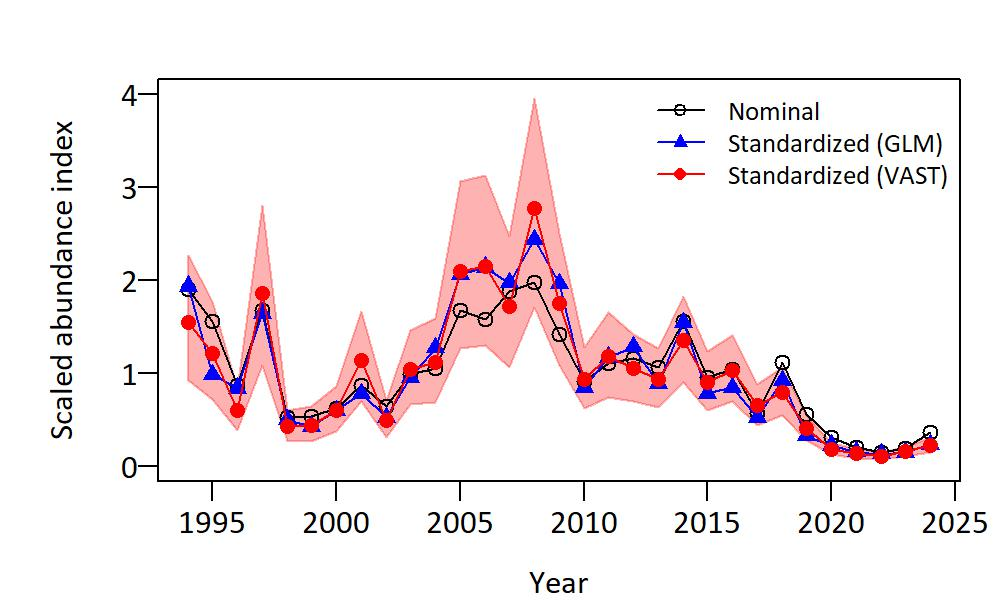 Scaled abundance index
4
3
2
1
0
Nominal
Standardized (GLM)
Standardized (VAST)
1995 2000 2005 2010 2015 2020 2025
Year